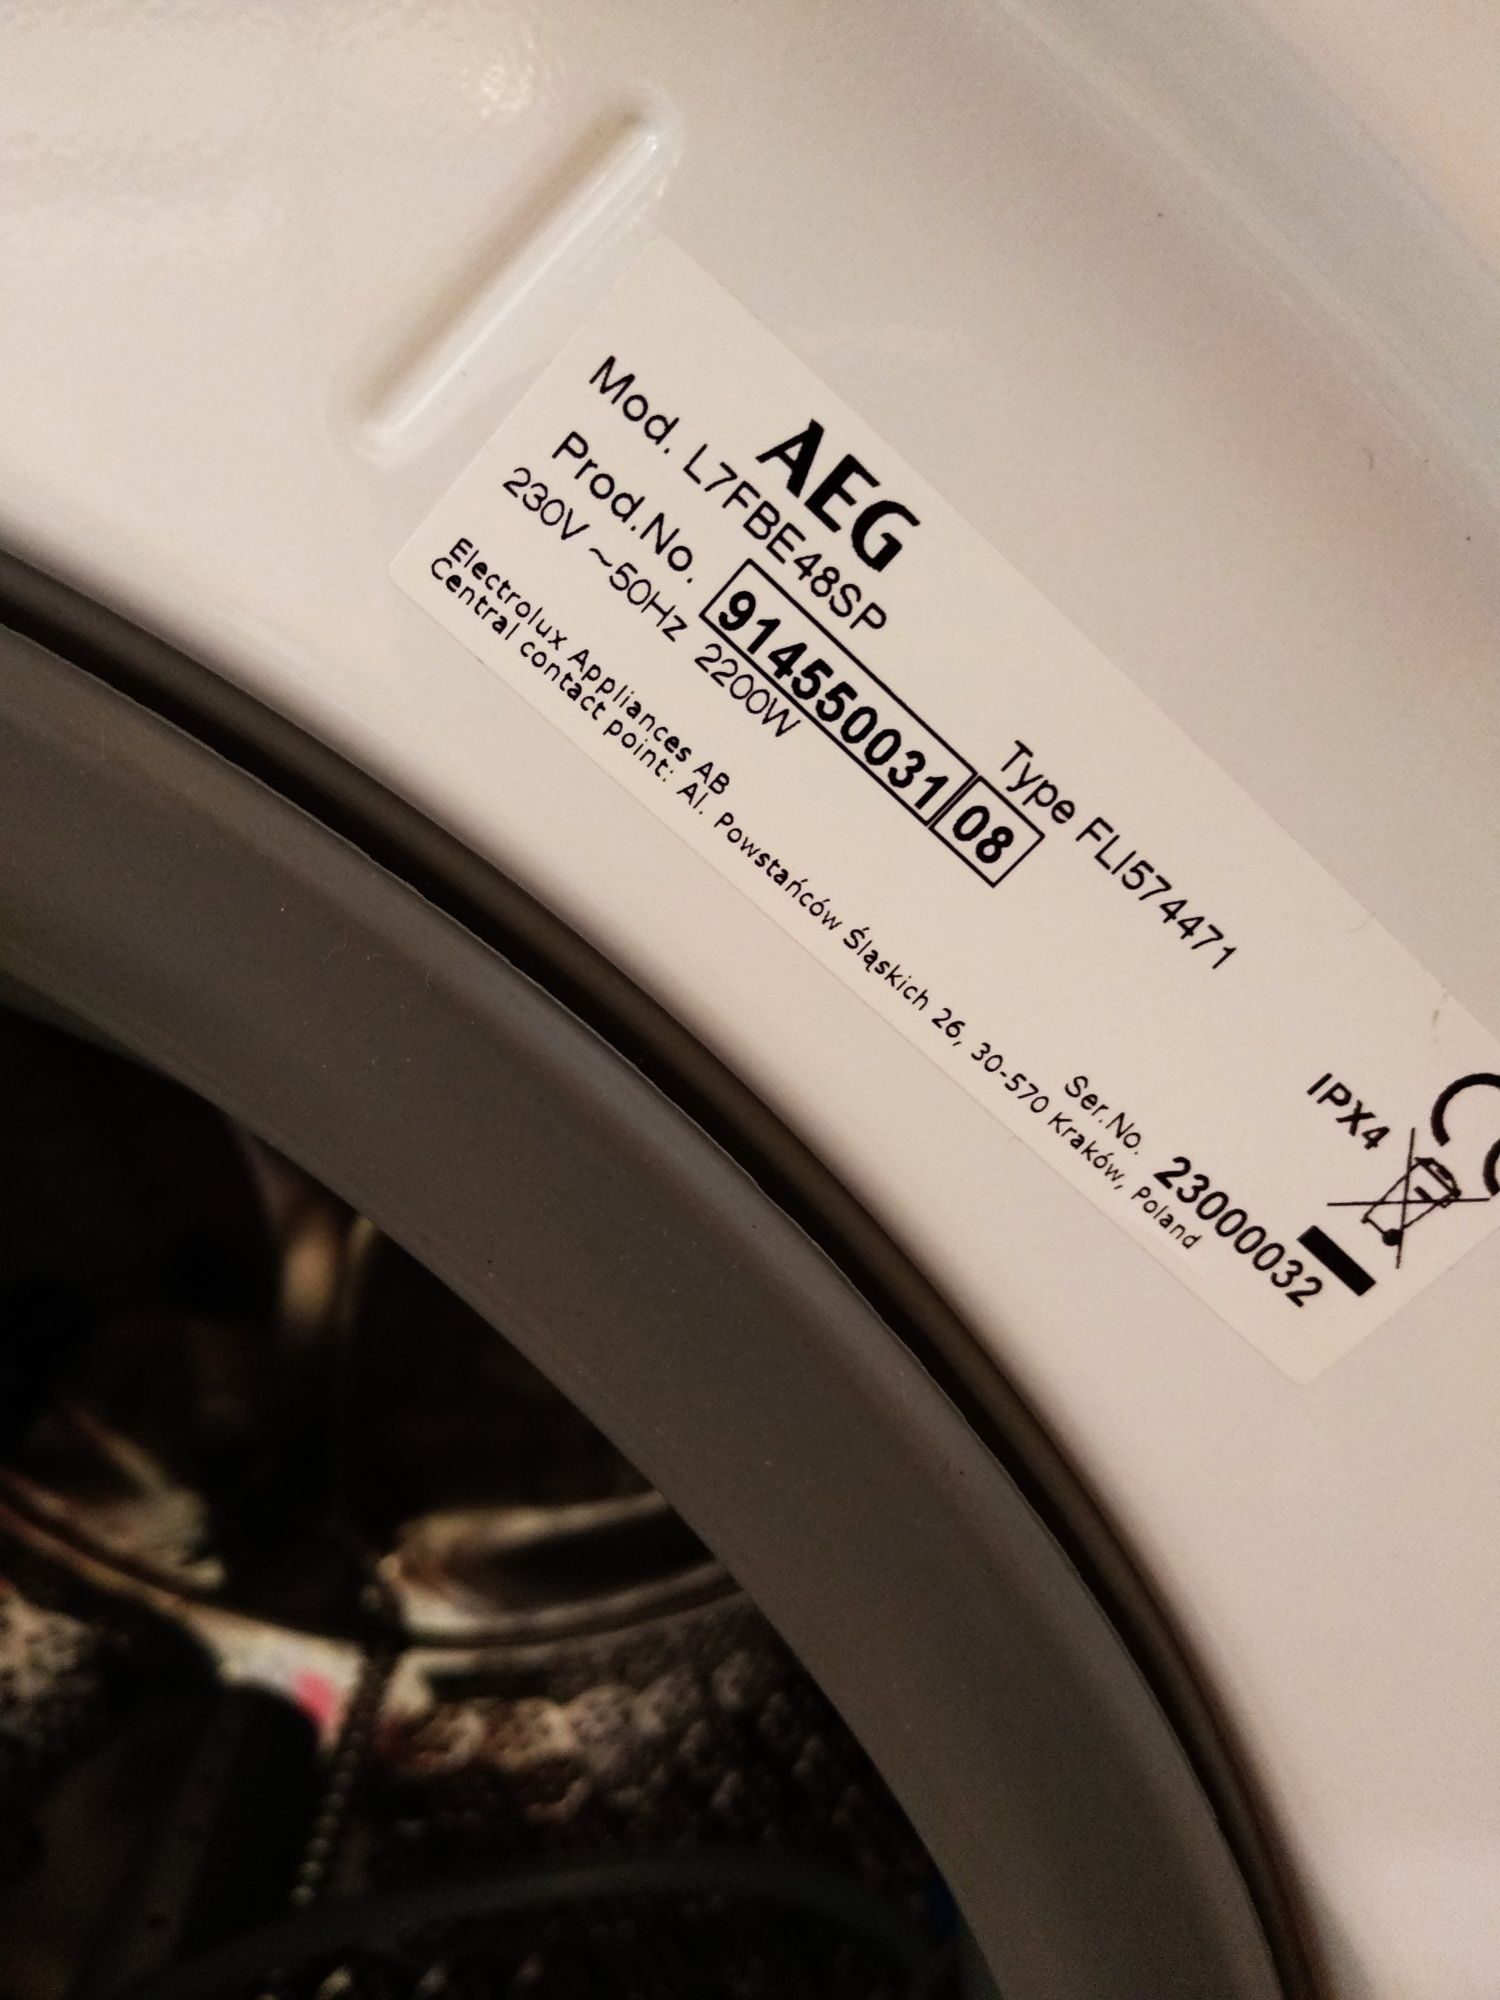 AEG
Mod. L7FBE48SP
Type FLI574471
Prod.No. 914550031 08
230V ~50Hz 2200W
IPX4
CE
Ser.No. 23000032
Electrolux Appliances AB
Central contact point: Al. Powstańców Śląskich 26, 30-570 Kraków, Poland